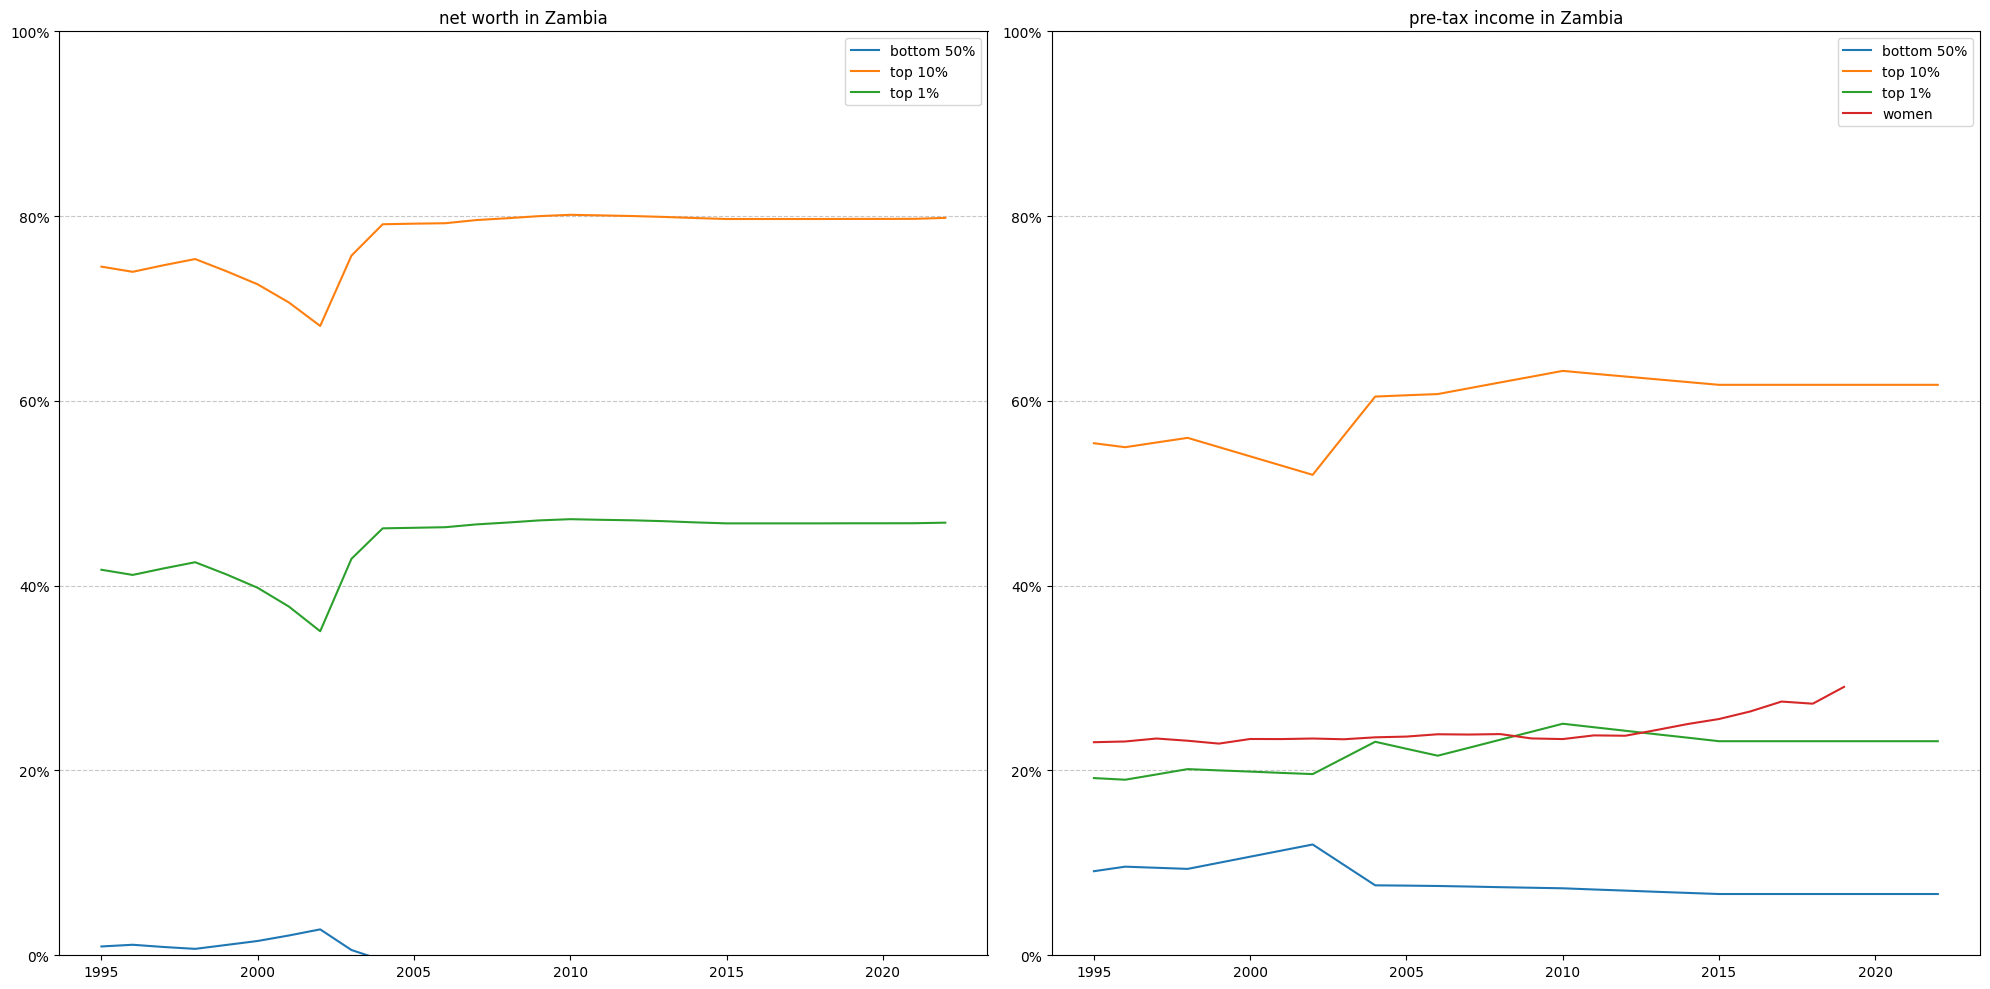 net worth in Zambia
100%
80%
60%
40%
20%
0%
1995 2000 2005 2010 2015 2020
bottom 50%
top 10%
top 1%
pre-tax income in Zambia
100%
80%
60%
40%
20%
0%
1995 2000 2005 2010 2015 2020
bottom 50%
top 10%
top 1%
women